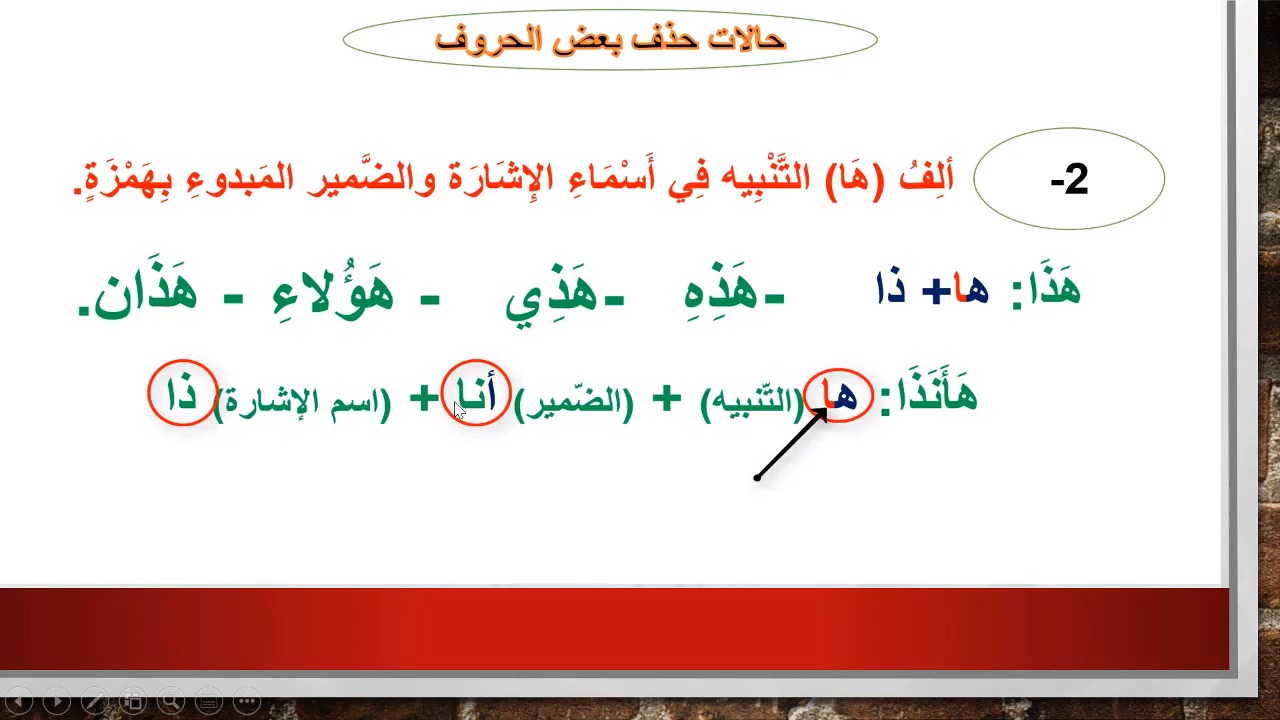 حالات حذف بعض الحروف
2-
ألِفُ (هَا) التَّنْبِيه فِي أَسْمَاءِ الإِشَارَة والضَّمير المَبدوءِ بِهَمْزَةٍ.
هَذَا: ها+ ذا -هَذِهِ -هَذِي - هَؤُلاءِ - هَذَان.
هَأَنَذَا: ها (التّنبيه) + (الضّمير) أنا + (اسم الإشارة) ذا